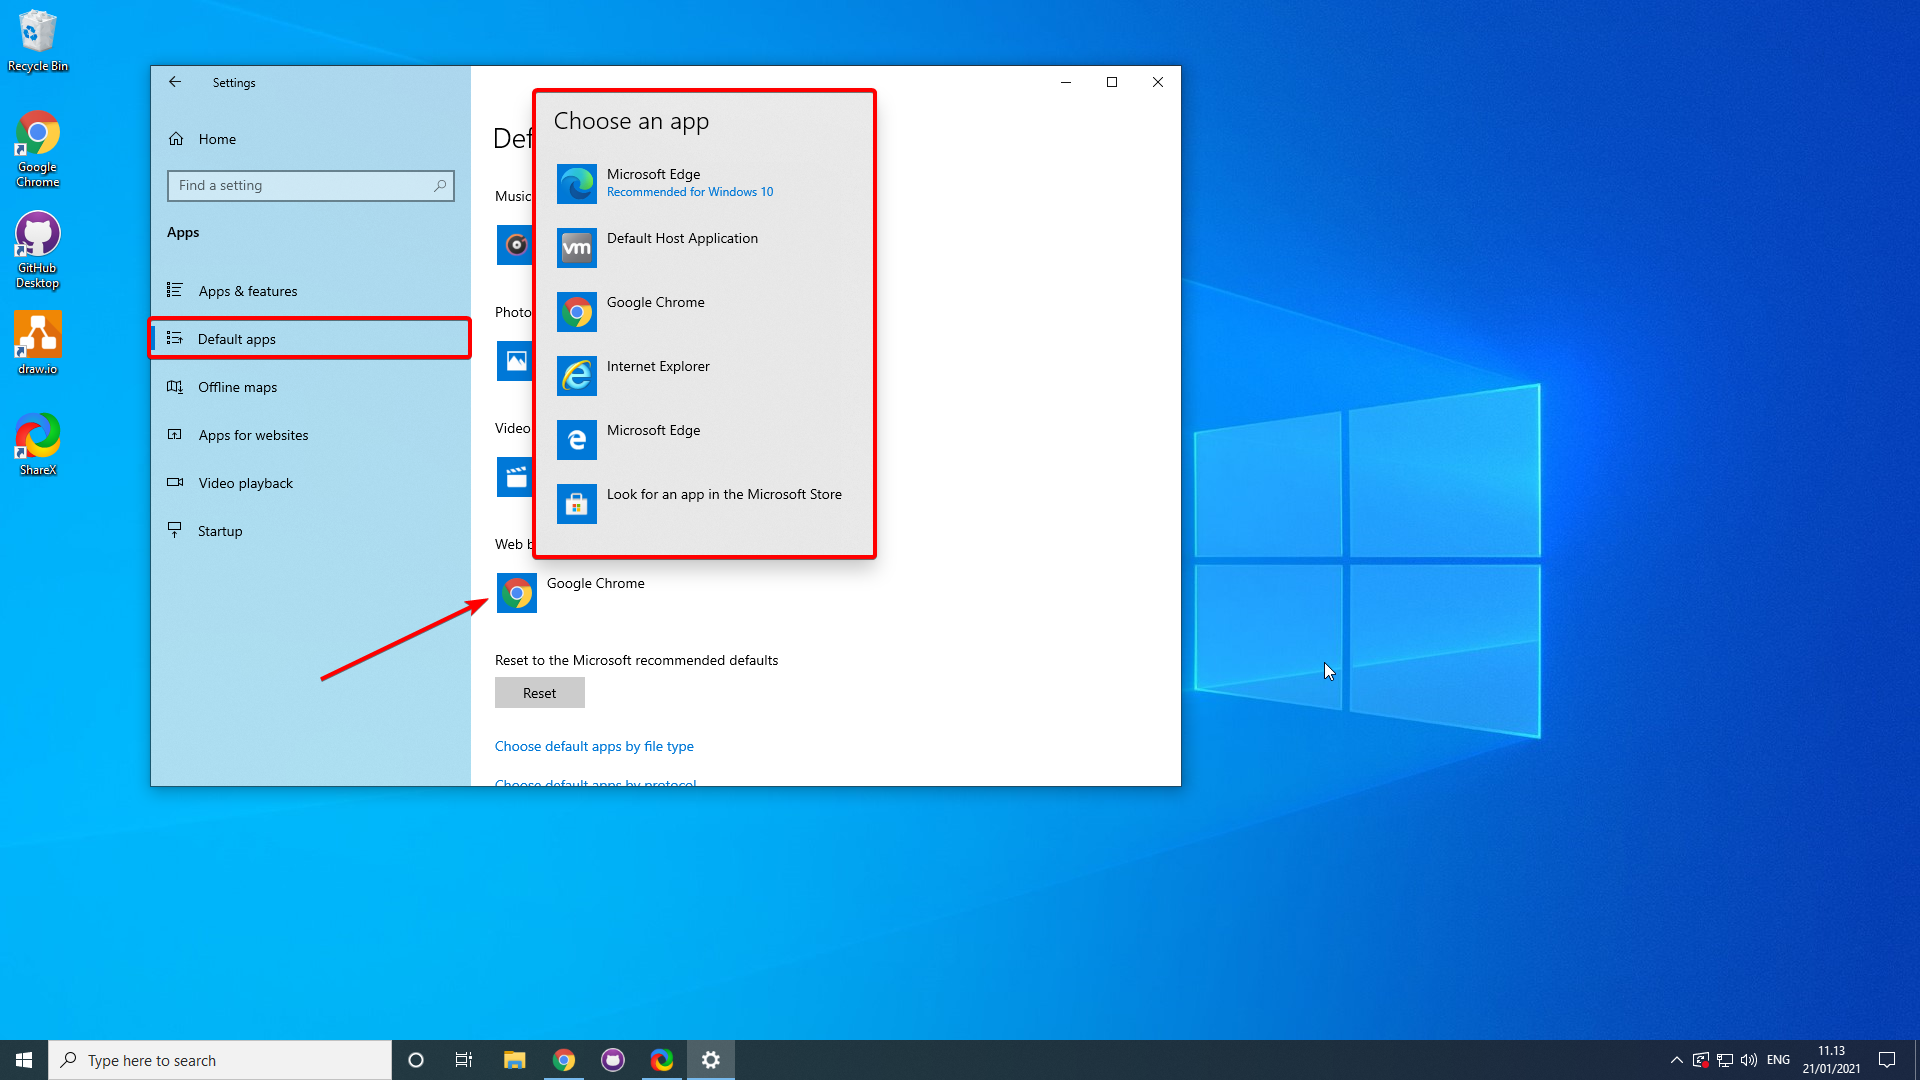 Recycle Bin
Google
Chrome
GitHub
Desktop
draw.io
ShareX
Settings
Home
Find a setting
Apps
Apps & features
Default apps
Offline maps
Apps for websites
Video playback
Startup
Def
Music
Photo
Video
Web b
Google Chrome
Reset to the Microsoft recommended defaults
Reset
Choose default apps by file type
Choose default apps by protocol
Choose an app
Microsoft Edge
Recommended for Windows 10
vm
Default Host Application
Google Chrome
Internet Explorer
Microsoft Edge
Look for an app in the Microsoft Store
Type here to search
ENG
11.13
21/01/2021